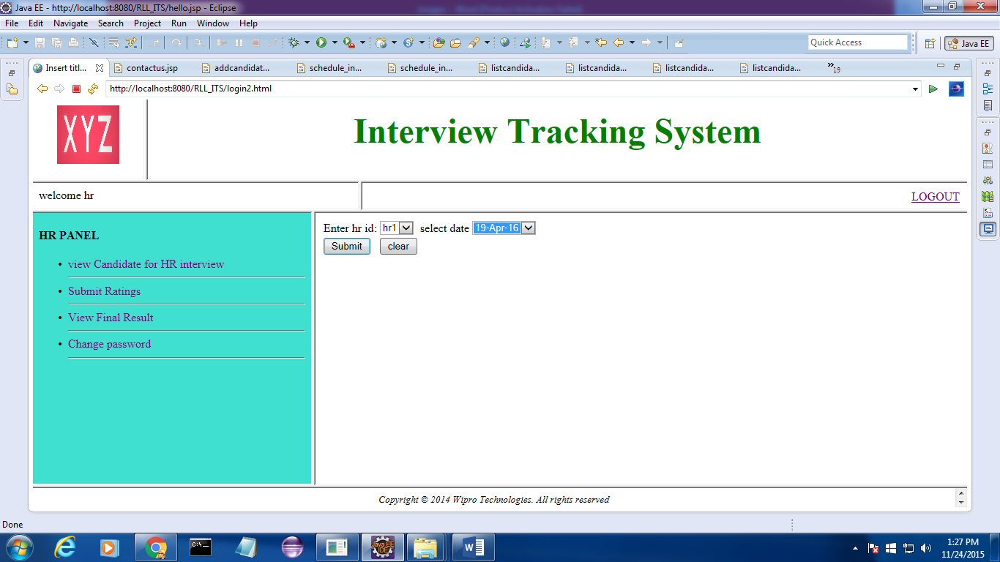 Java EE - http://localhost:8080/RLL_ITS/hello.jsp - Eclipse
File Edit Navigate Search Project Run Window Help
Quick Access Java EE
Insert titl... contactus.jsp addcandidat... schedule_in... schedule_in... listcandida... listcandida... listcandida... listcandida... »19
http://localhost:8080/RLL_ITS/login2.html
XYZ
Interview Tracking System
welcome hr
LOGOUT
HR PANEL
• view Candidate for HR interview
• Submit Ratings
• View Final Result
• Change password
Enter hr id: hr1 select date 19-Apr-16
Submit clear
Copyright © 2014 Wipro Technologies. All rights reserved
Done
Java EE
IDE
1:27 PM
11/24/2015